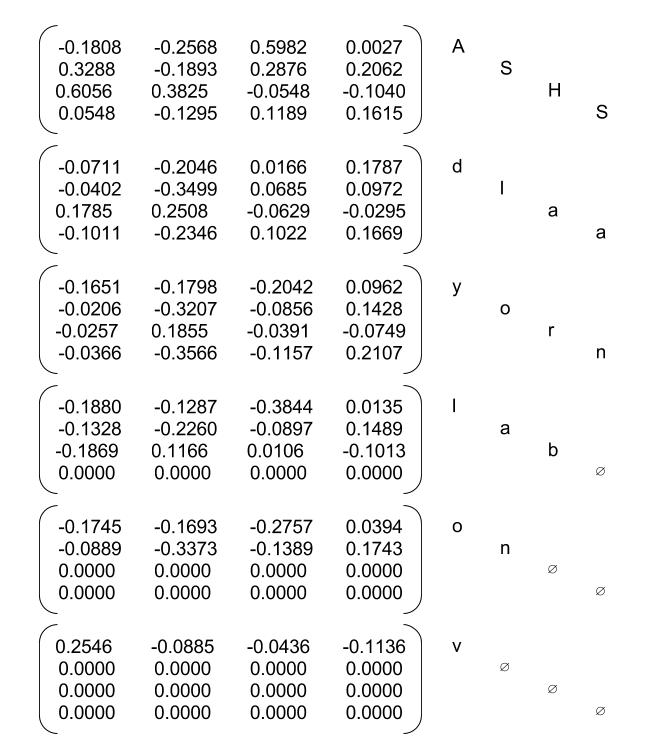 -0.1808 -0.2568 0.5982 0.0027 A
0.3288 -0.1893 0.2876 0.2062 S
0.6056 0.3825 -0.0548 -0.1040 H
0.0548 -0.1295 0.1189 0.1615 S
-0.0711 -0.2046 0.0166 0.1787 d
-0.0402 -0.3499 0.0685 0.0972 l
0.1785 0.2508 -0.0629 -0.0295 a
-0.1011 -0.2346 0.1022 0.1669 a
-0.1651 -0.1798 -0.2042 0.0962 y
-0.0206 -0.3207 -0.0856 0.1428 o
-0.0257 0.1855 -0.0391 -0.0749 r
-0.0366 -0.3566 -0.1157 0.2107 n
-0.1880 -0.1287 -0.3844 0.0135 l
-0.1328 -0.2260 -0.0897 0.1489 a
-0.1869 0.1166 0.0106 -0.1013 b
0.0000 0.0000 0.0000 0.0000 ∅
-0.1745 -0.1693 -0.2757 0.0394 o
-0.0889 -0.3373 -0.1389 0.1743 n
0.0000 0.0000 0.0000 0.0000 ∅
0.0000 0.0000 0.0000 0.0000 ∅
0.2546 -0.0885 -0.0436 -0.1136 v
0.0000 0.0000 0.0000 0.0000 ∅
0.0000 0.0000 0.0000 0.0000 ∅
0.0000 0.0000 0.0000 0.0000 ∅